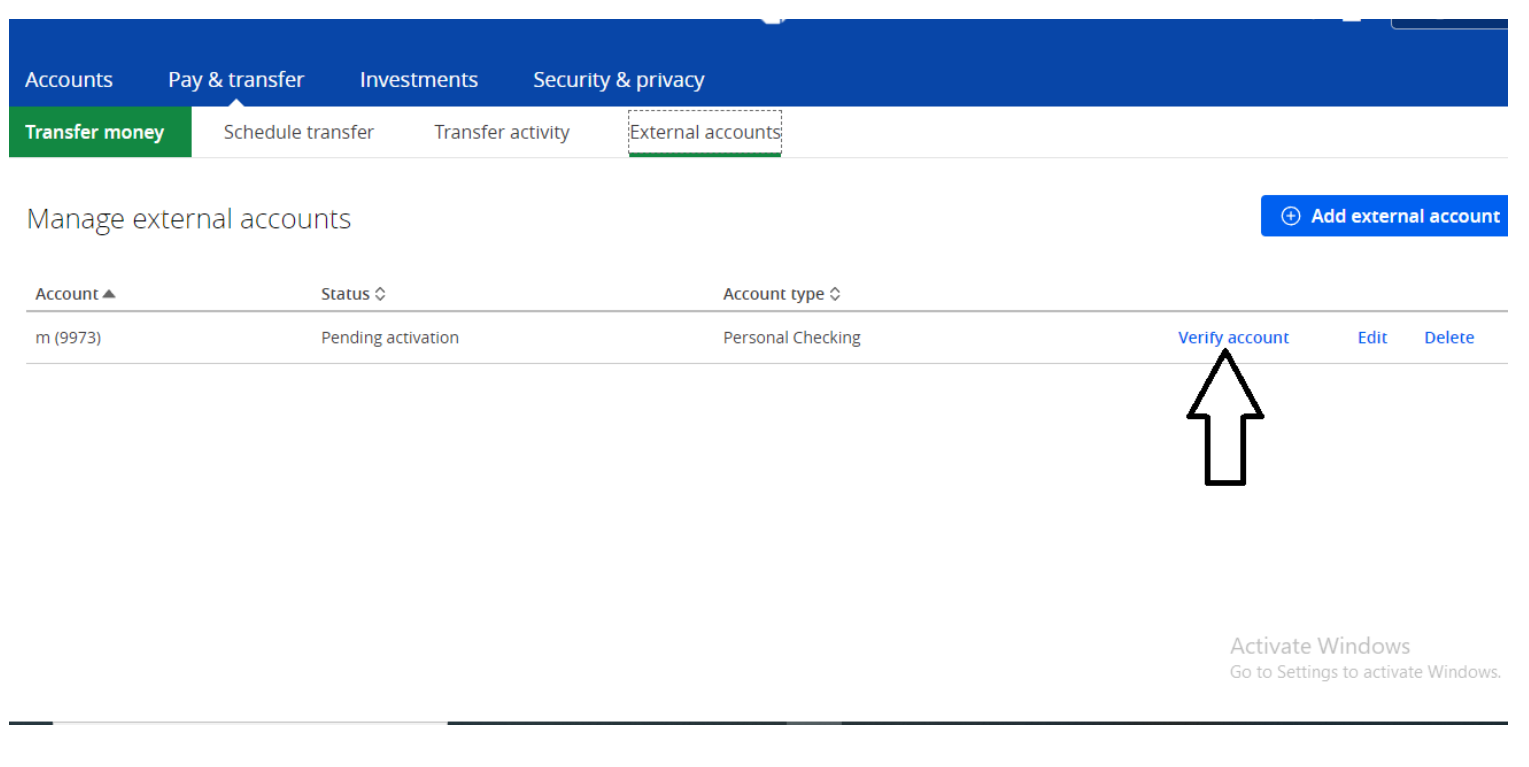 Accounts Pay & transfer Investments Security & privacy
Transfer money Schedule transfer Transfer activity External accounts
Manage external accounts
Add external account
Account Status Account type
m (9973) Pending activation Personal Checking Verify account Edit Delete
Activate Windows
Go to Settings to activate Windows.